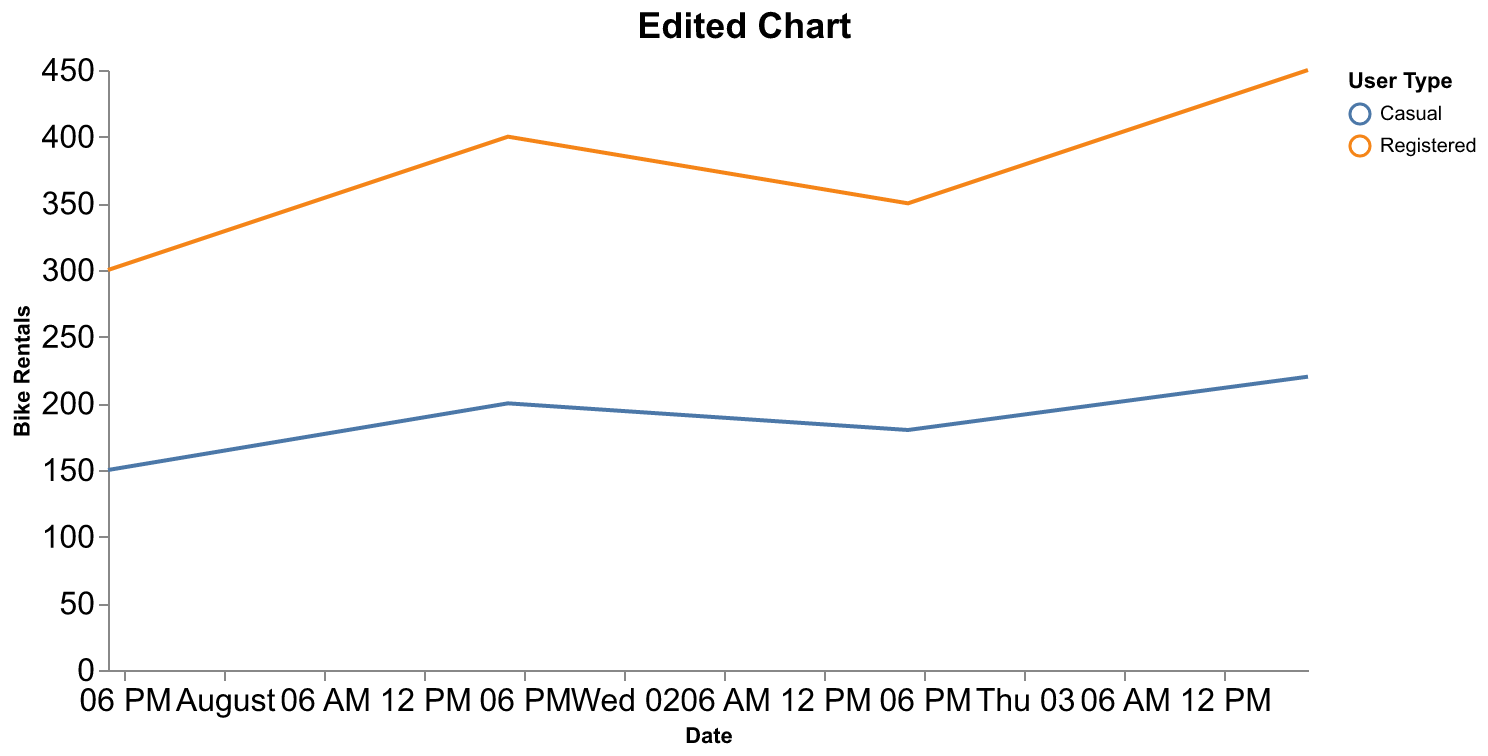 Edited Chart
450
400
350
300
250
200
150
100
50
0
Bike Rentals
06 PM August 06 AM 12 PM 06 PM Wed 02 06 AM 12 PM 06 PM Thu 03 06 AM 12 PM
Date
User Type
Casual
Registered